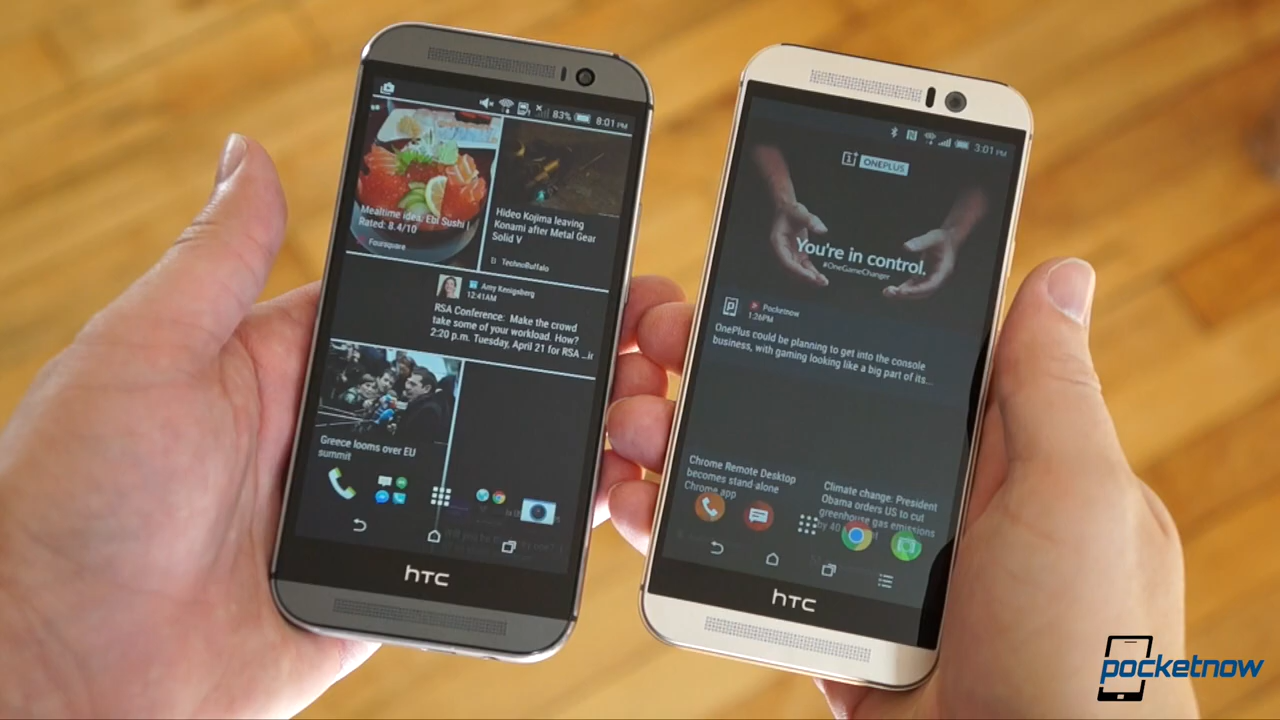 83% 8:01 PM
Mealtime idea, Ebi Sushi |
Rated: 8.4/10
Foursquare
Hideo Kojima leaving
Konami after Metal Gear
Solid V
TechnoBuffalo
Amy Kenigsberg
12:41AM
RSA Conference: Make the crowd
take some of your workload. How?
2:20 p.m. Tuesday, April 21 for RSA ...ir
Greece looms over EU
summit
hTC
3:01 PM
1+ ONEPLUS
You're in control.
#OneGameChanger
Pocketnow
1:26PM
OnePlus could be planning to get into the console
business, with gaming looking like a big part of its...
Chrome Remote Desktop
becomes stand-alone
Chrome app
Climate change: President
Obama orders US to cut
greenhouse gas emissions
by 40
hTC
pocketnow